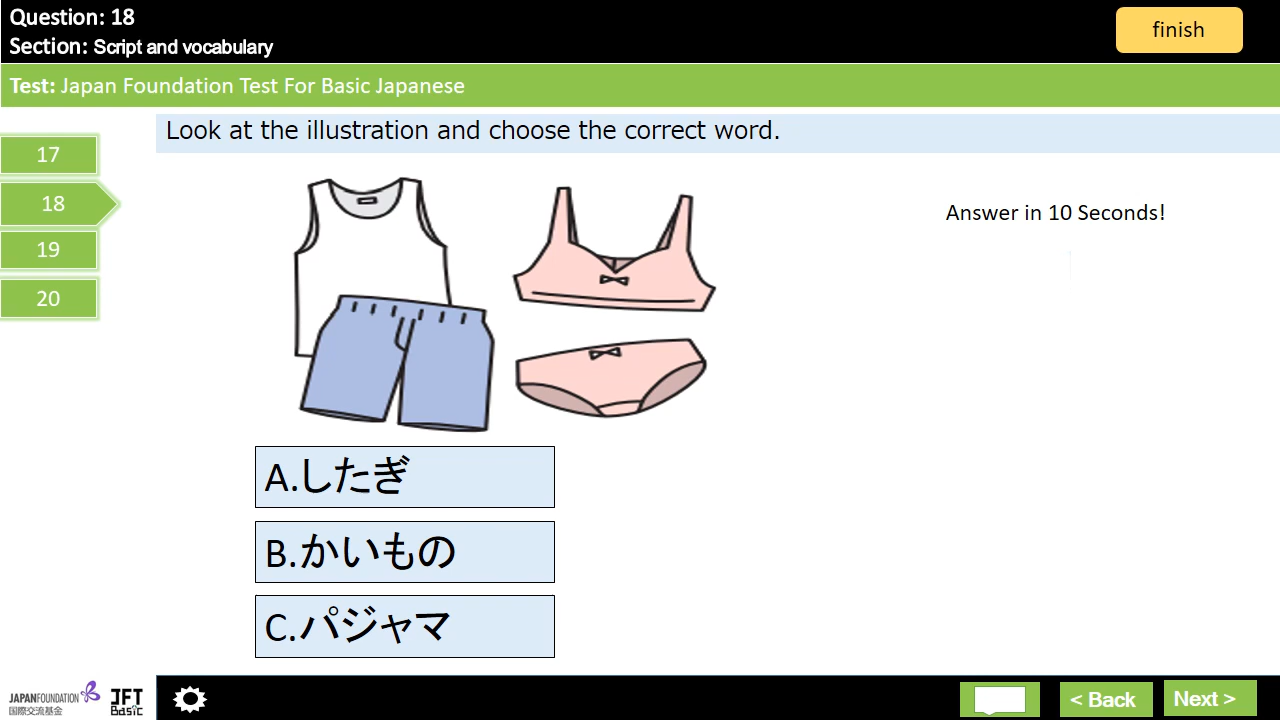 Question: 18
Section: Script and vocabulary
finish
Test: Japan Foundation Test For Basic Japanese
Look at the illustration and choose the correct word.
17
18
19
20
Answer in 10 Seconds!
A.したぎ
B.かいもの
C.パジャマ
JAPANFOUNDATION
国際交流基金
JFT
Basic
< Back
Next >